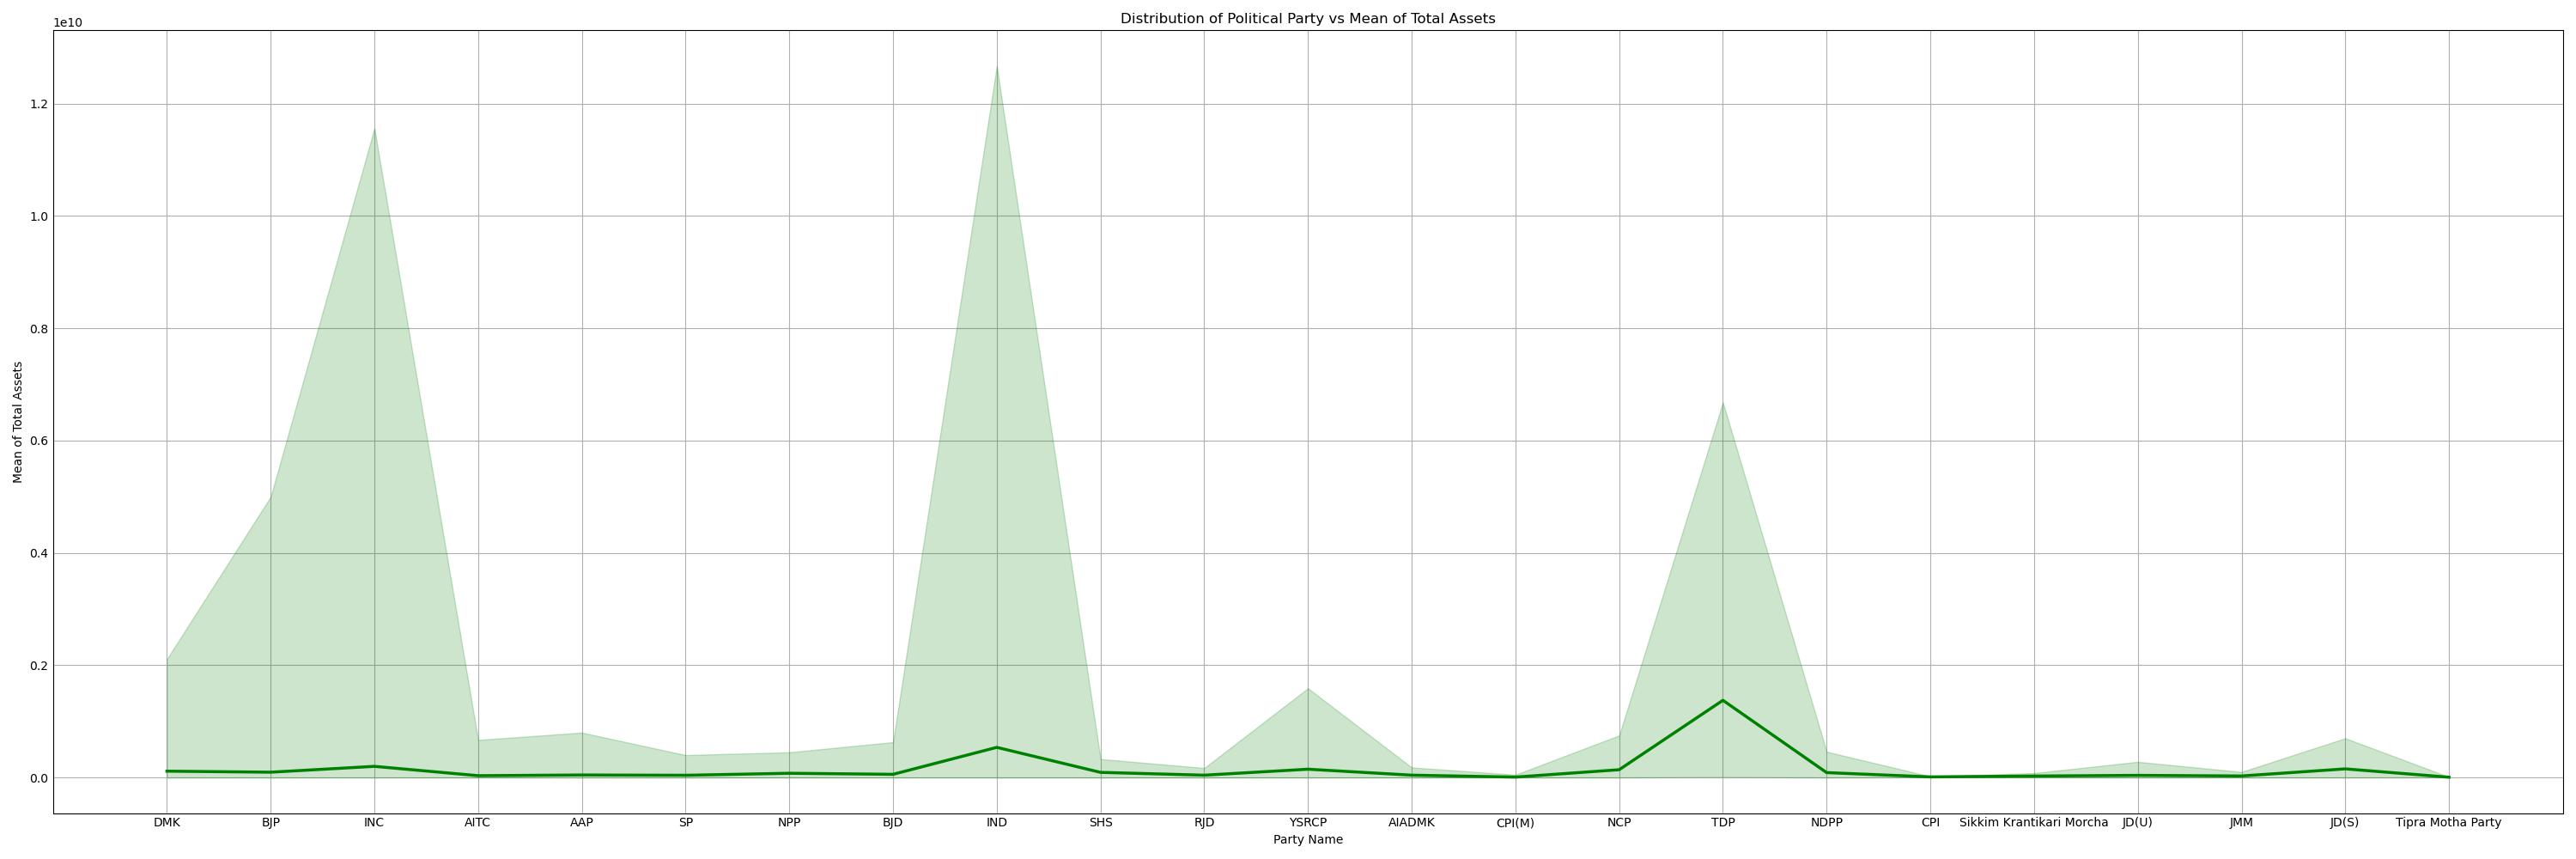 Distribution of Political Party vs Mean of Total Assets
1e10
1.2
1.0
0.8
0.6
0.4
0.2
0.0
Mean of Total Assets
DMK BJP INC AITC AAP SP NPP BJD IND SHS RJD YSRCP AIADMK CPI(M) NCP TDP NDPP CPI Sikkim Krantikari Morcha JD(U) JMM JD(S) Tipra Motha Party
Party Name